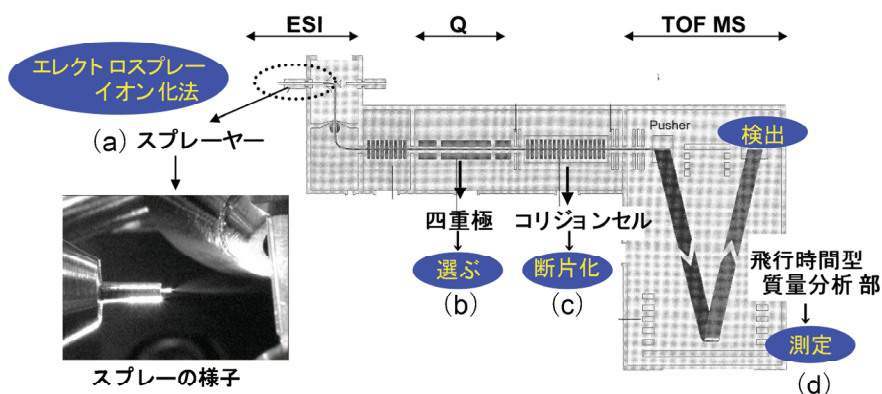 ESI
Q
TOF MS
エレクトロスプレー
イオン化法
(a) スプレーヤー
Pusher
検出
四重極
コリジョンセル
選ぶ
断片化
(b)
(c)
飛行時間型
質量分析部
測定
(d)
スプレーの様子